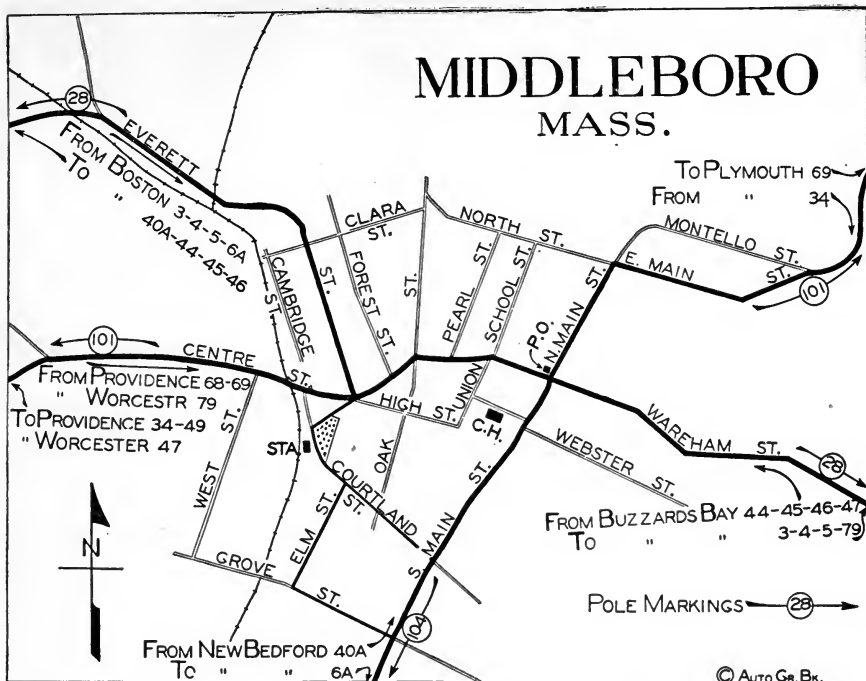 MIDDLEBORO
MASS.
28
EVERETT
ST.
FROM BOSTON 3-4-5-6A
To " 40A-44-45-46
To PLYMOUTH 69
FROM " 34
CLARA
ST.
NORTH
ST.
MONTELLO
ST.
E. MAIN
ST.
101
CAMBRIDGE
ST.
FOREST ST.
ST.
PEARL ST.
SCHOOL ST.
P.O.
N. MAIN ST.
101
CENTRE
ST.
FROM PROVIDENCE 68-69
" WORCESTR 79
To PROVIDENCE 34-49
" WORCESTER 47
HIGH ST.
UNION
C.H.
WAREHAM ST.
28
WEBSTER ST.
STA.
OAK
WEST ST.
COURTLAND
ST.
ELM ST.
S. MAIN ST.
GROVE
ST.
FROM BUZZARDS BAY 44-45-46-47
To " " 3-4-5-79
N
POLE MARKINGS 28
104
FROM NEW BEDFORD 40A
To " " 6A
© AUTO GR. BK.